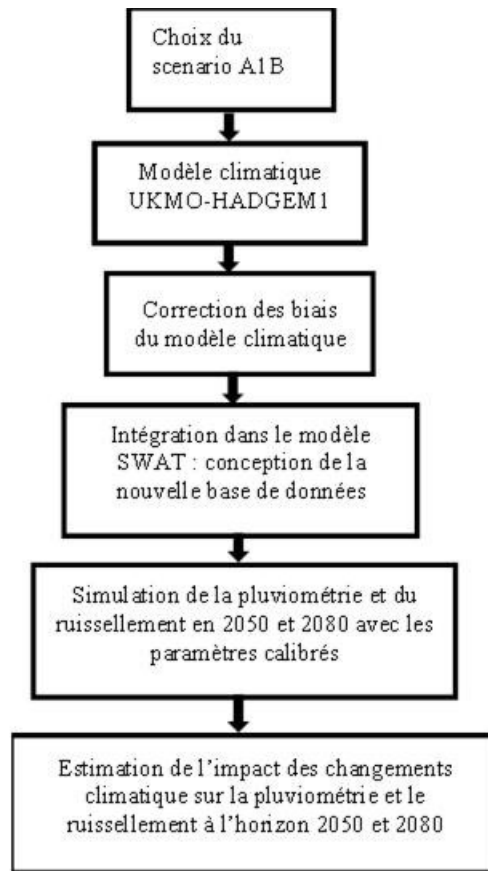 Choix du
scenario A1B
Modèle climatique
UKMO-HADGEM1
Correction des biais
du modèle climatique
Intégration dans le modèle
SWAT : conception de la
nouvelle base de données
Simulation de la pluviométrie et du
ruissellement en 2050 et 2080 avec les
paramètres calibrés
Estimation de l’impact des changements
climatique sur la pluviométrie et le
ruissellement à l’horizon 2050 et 2080